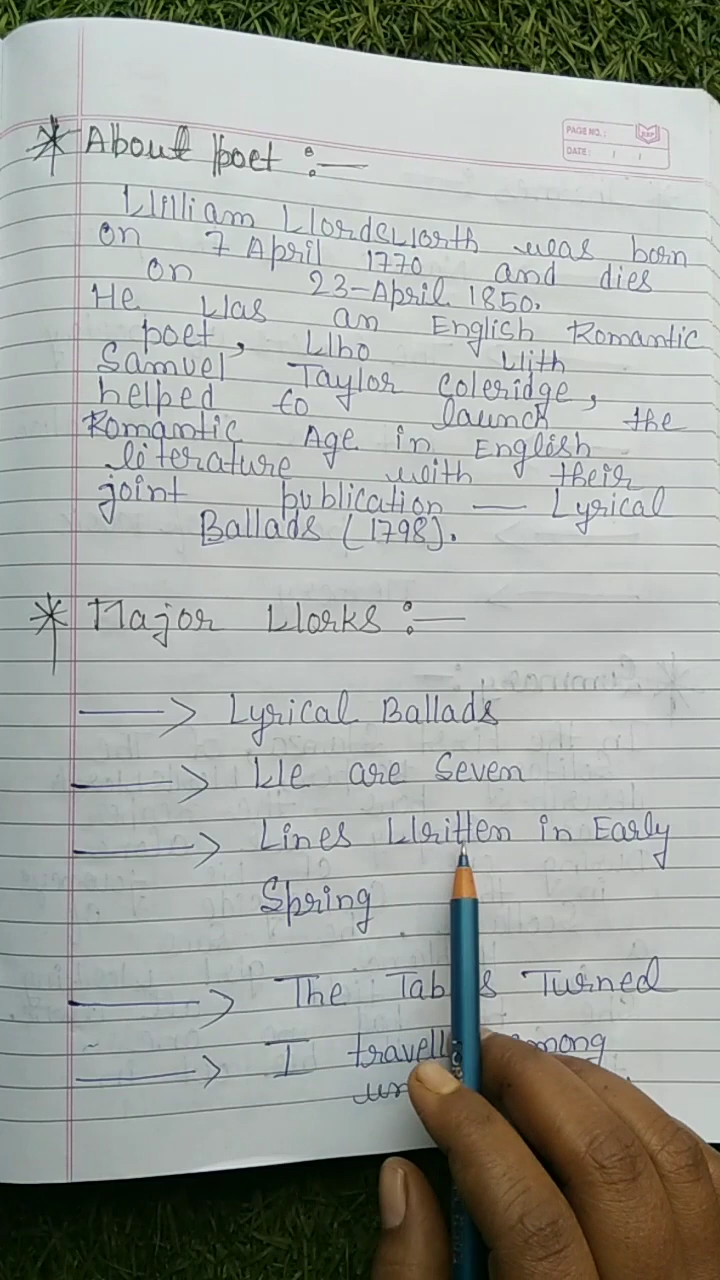 PAGE NO.:
DATE: / /
* About poet :—
William Wordsworth was born
on 7 April 1770 and dies
on 23-April 1850.
He was an English Romantic
poet, who with
Samuel Taylor Coleridge,
helped to launch the
Romantic Age in English
literature with their
joint publication — Lyrical
Ballads (1798).
* Major Works :—
→ Lyrical Ballads
→ We are Seven
→ Lines Written in Early
Spring
→ The Turned
→ I among